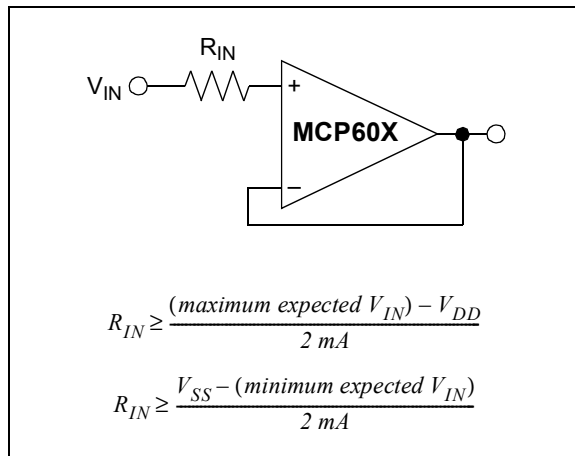 R_IN
V_IN
+
MCP60X
–
R_IN ≥ (maximum expected V_IN) – V_DD / 2 mA
R_IN ≥ V_SS – (minimum expected V_IN) / 2 mA